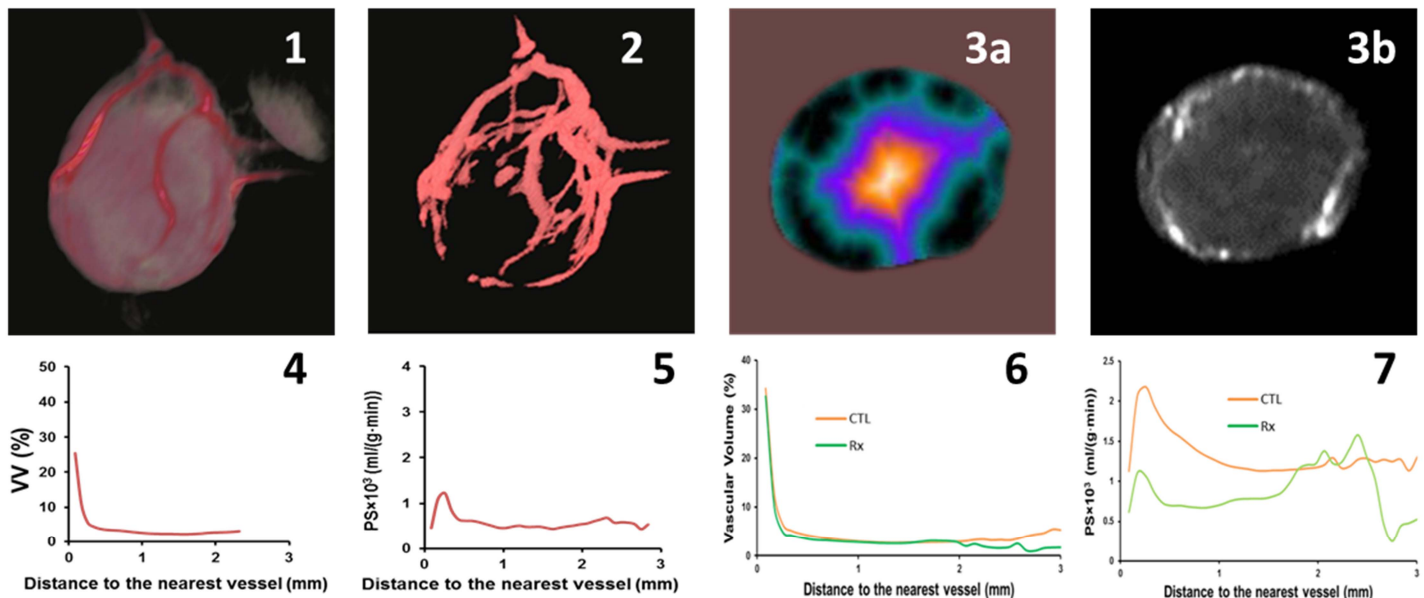 1
2
3a
3b
4
50
40
30
20
10
0
VV (%)
0 1 2 3
Distance to the nearest vessel (mm)
5
4
3
2
1
0
PS×10³ (ml/(g·min))
0 1 2 3
Distance to the nearest vessel (mm)
6
40
30
20
10
0
Vascular Volume (%)
CTL
Rx
0 1 2 3
Distance to the nearest vessel (mm)
7
2.5
2
1.5
1
0.5
0
PS×10³ (ml/(g·min))
CTL
Rx
0 1 2 3
Distance to the nearest vessel (mm)